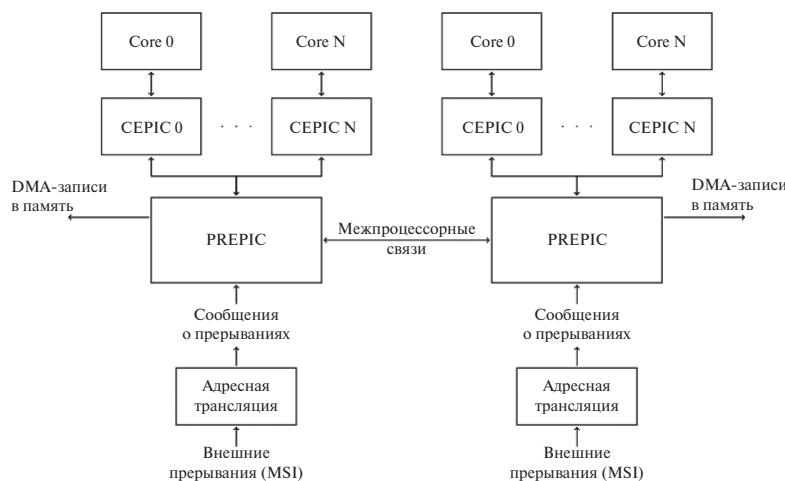 Core 0
Core N
Core 0
Core N
CEPIC 0
· · ·
CEPIC N
CEPIC 0
· · ·
CEPIC N
DMA-записи
в память
PREPIC
Межпроцессорные
связи
PREPIC
DMA-записи
в память
Сообщения
о прерываниях
Сообщения
о прерываниях
Адресная
трансляция
Адресная
трансляция
Внешние
прерывания (MSI)
Внешние
прерывания (MSI)